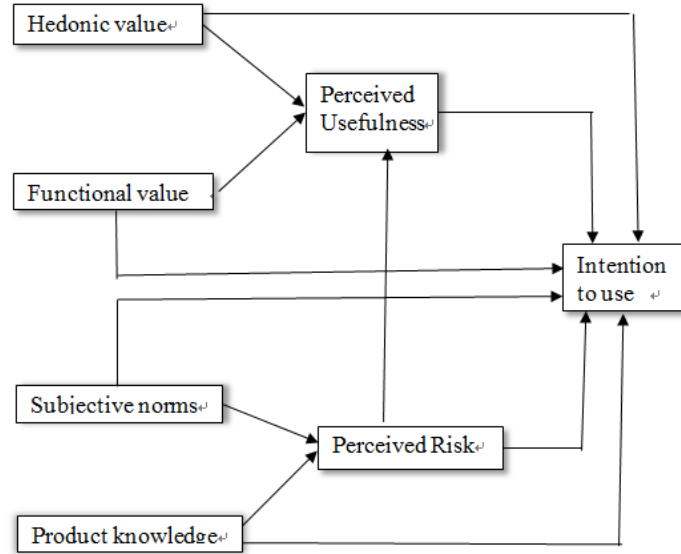 Hedonic value
Perceived
Usefulness
Functional value
Intention
to use
Subjective norms
Perceived Risk
Product knowledge